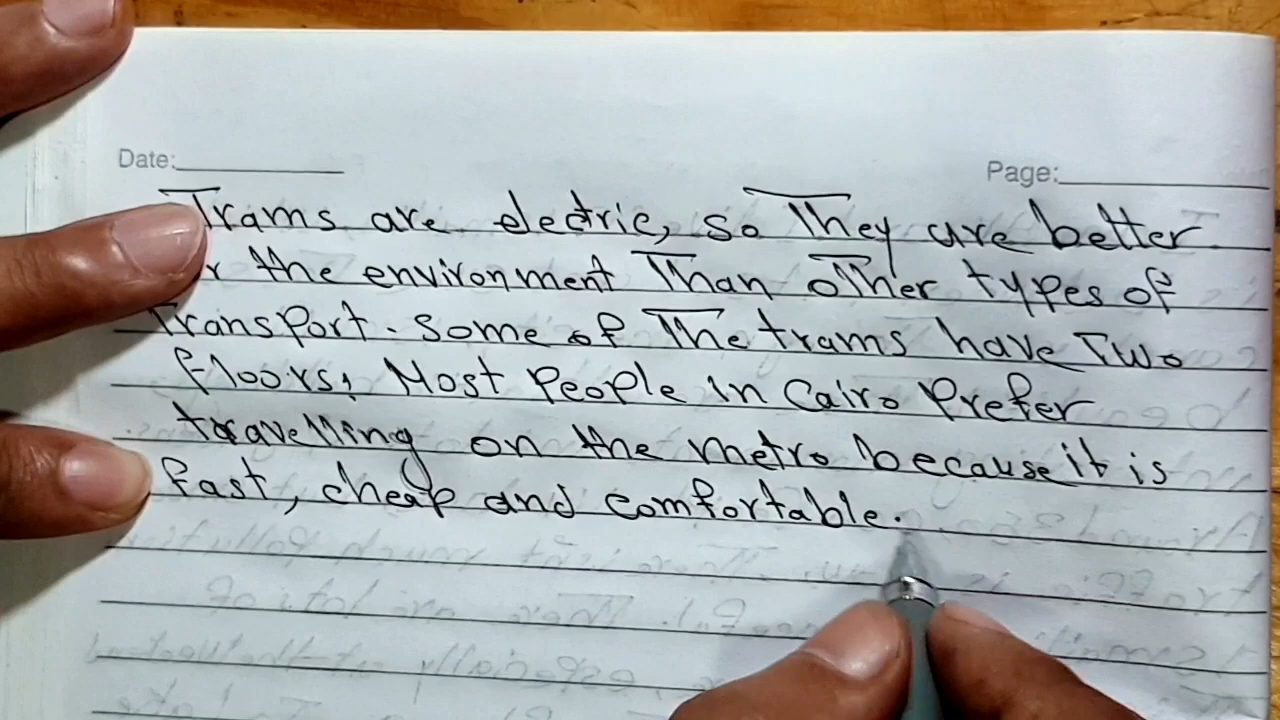 Date: Page:
Trams are electric, so They are better
r the environment Than oTher types of
Transport. some of The trams have Two
floors, Most People in Cairo Prefer
travelling on the metro because it is
fast, cheap and comfortable.